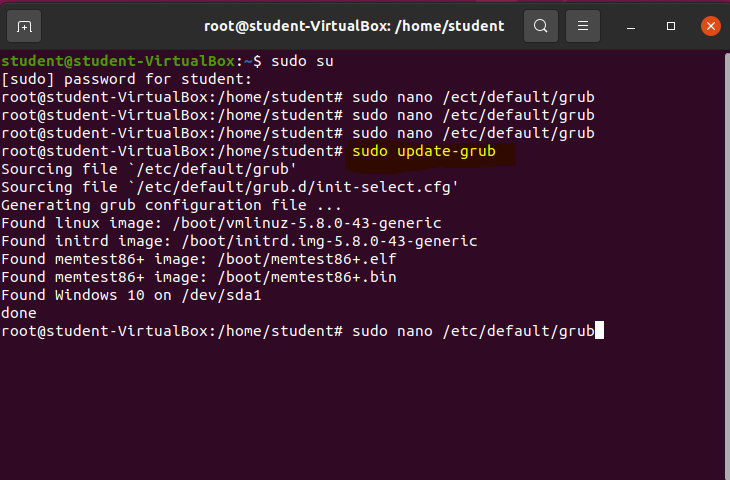 root@student-VirtualBox: /home/student
student@student-VirtualBox:~$ sudo su
[sudo] password for student:
root@student-VirtualBox:/home/student# sudo nano /ect/default/grub
root@student-VirtualBox:/home/student# sudo nano /etc/default/grub
root@student-VirtualBox:/home/student# sudo nano /etc/default/grub
root@student-VirtualBox:/home/student# sudo update-grub
Sourcing file `/etc/default/grub'
Sourcing file `/etc/default/grub.d/init-select.cfg'
Generating grub configuration file ...
Found linux image: /boot/vmlinuz-5.8.0-43-generic
Found initrd image: /boot/initrd.img-5.8.0-43-generic
Found memtest86+ image: /boot/memtest86+.elf
Found memtest86+ image: /boot/memtest86+.bin
Found Windows 10 on /dev/sda1
done
root@student-VirtualBox:/home/student# sudo nano /etc/default/grub